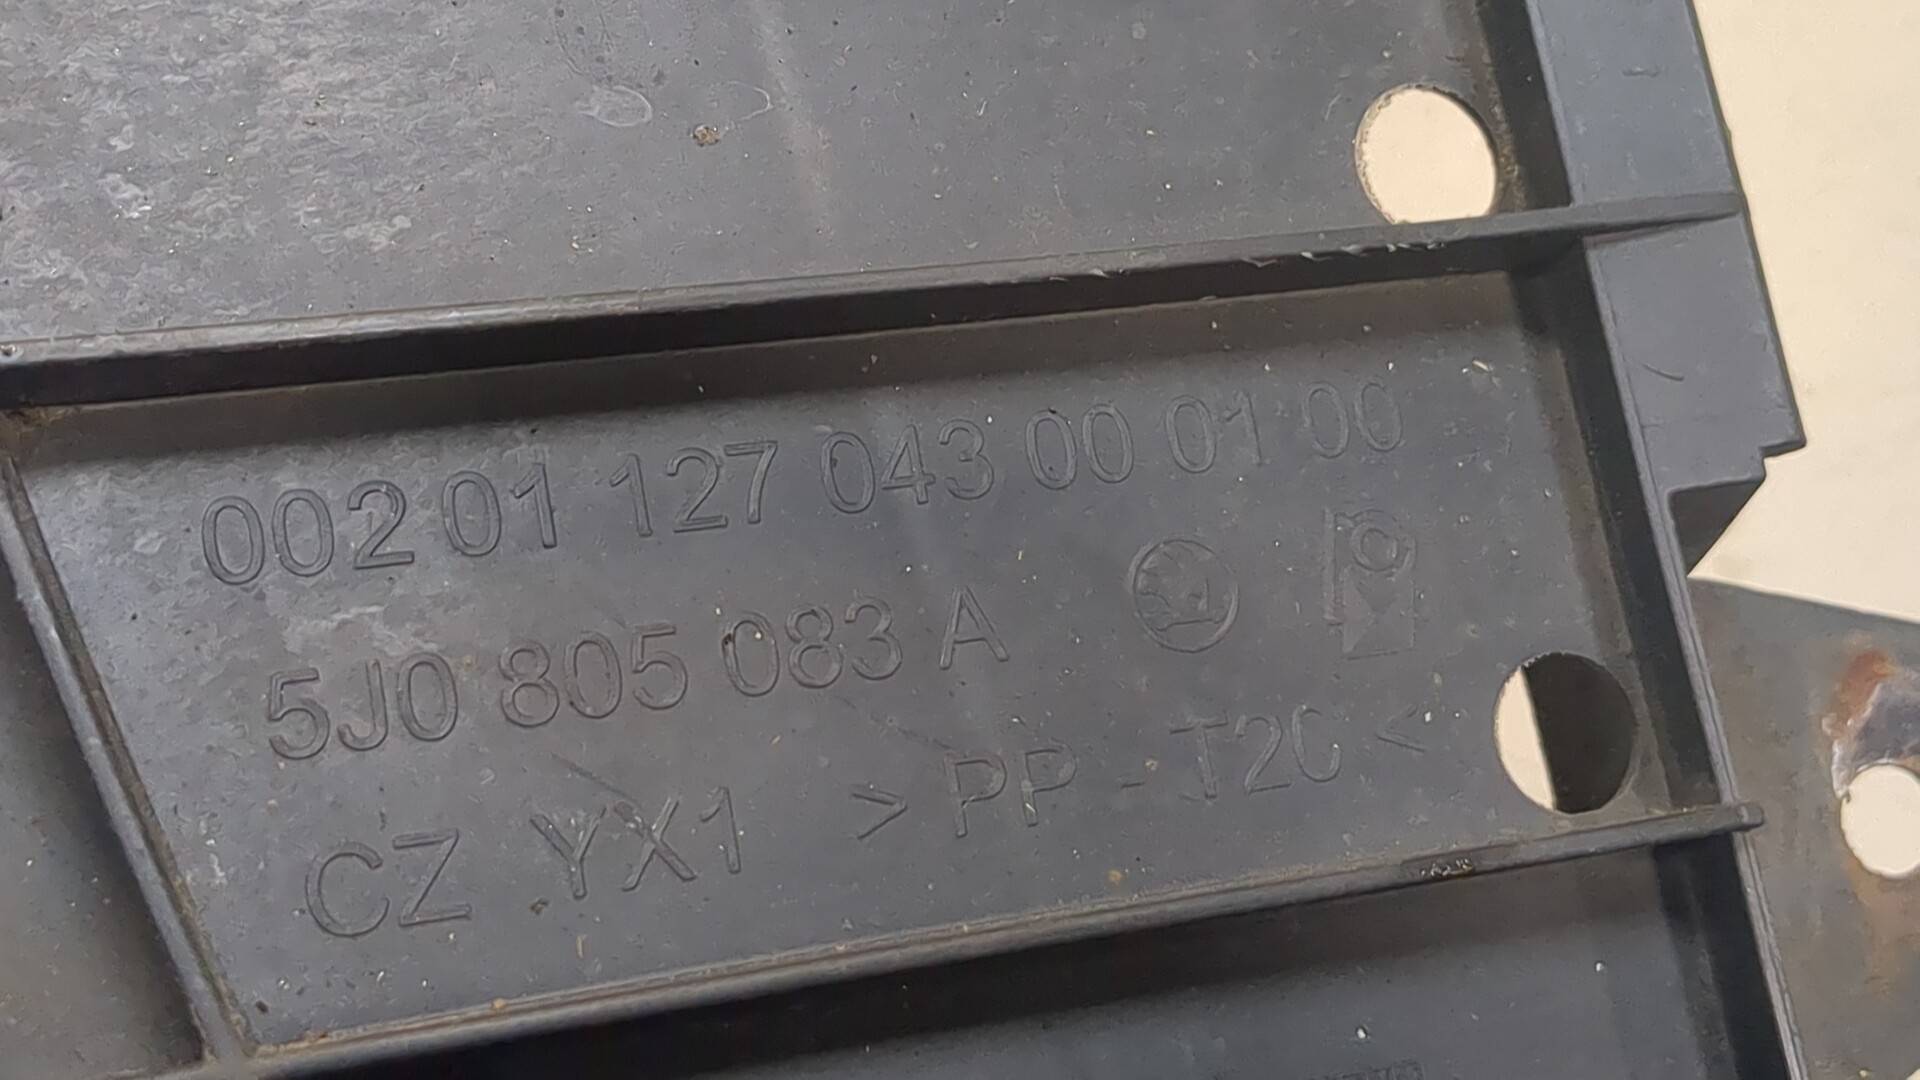 002 01 127 043 00 01 00
5J0 805 083 A
CZ YX1 > PP - T20 <